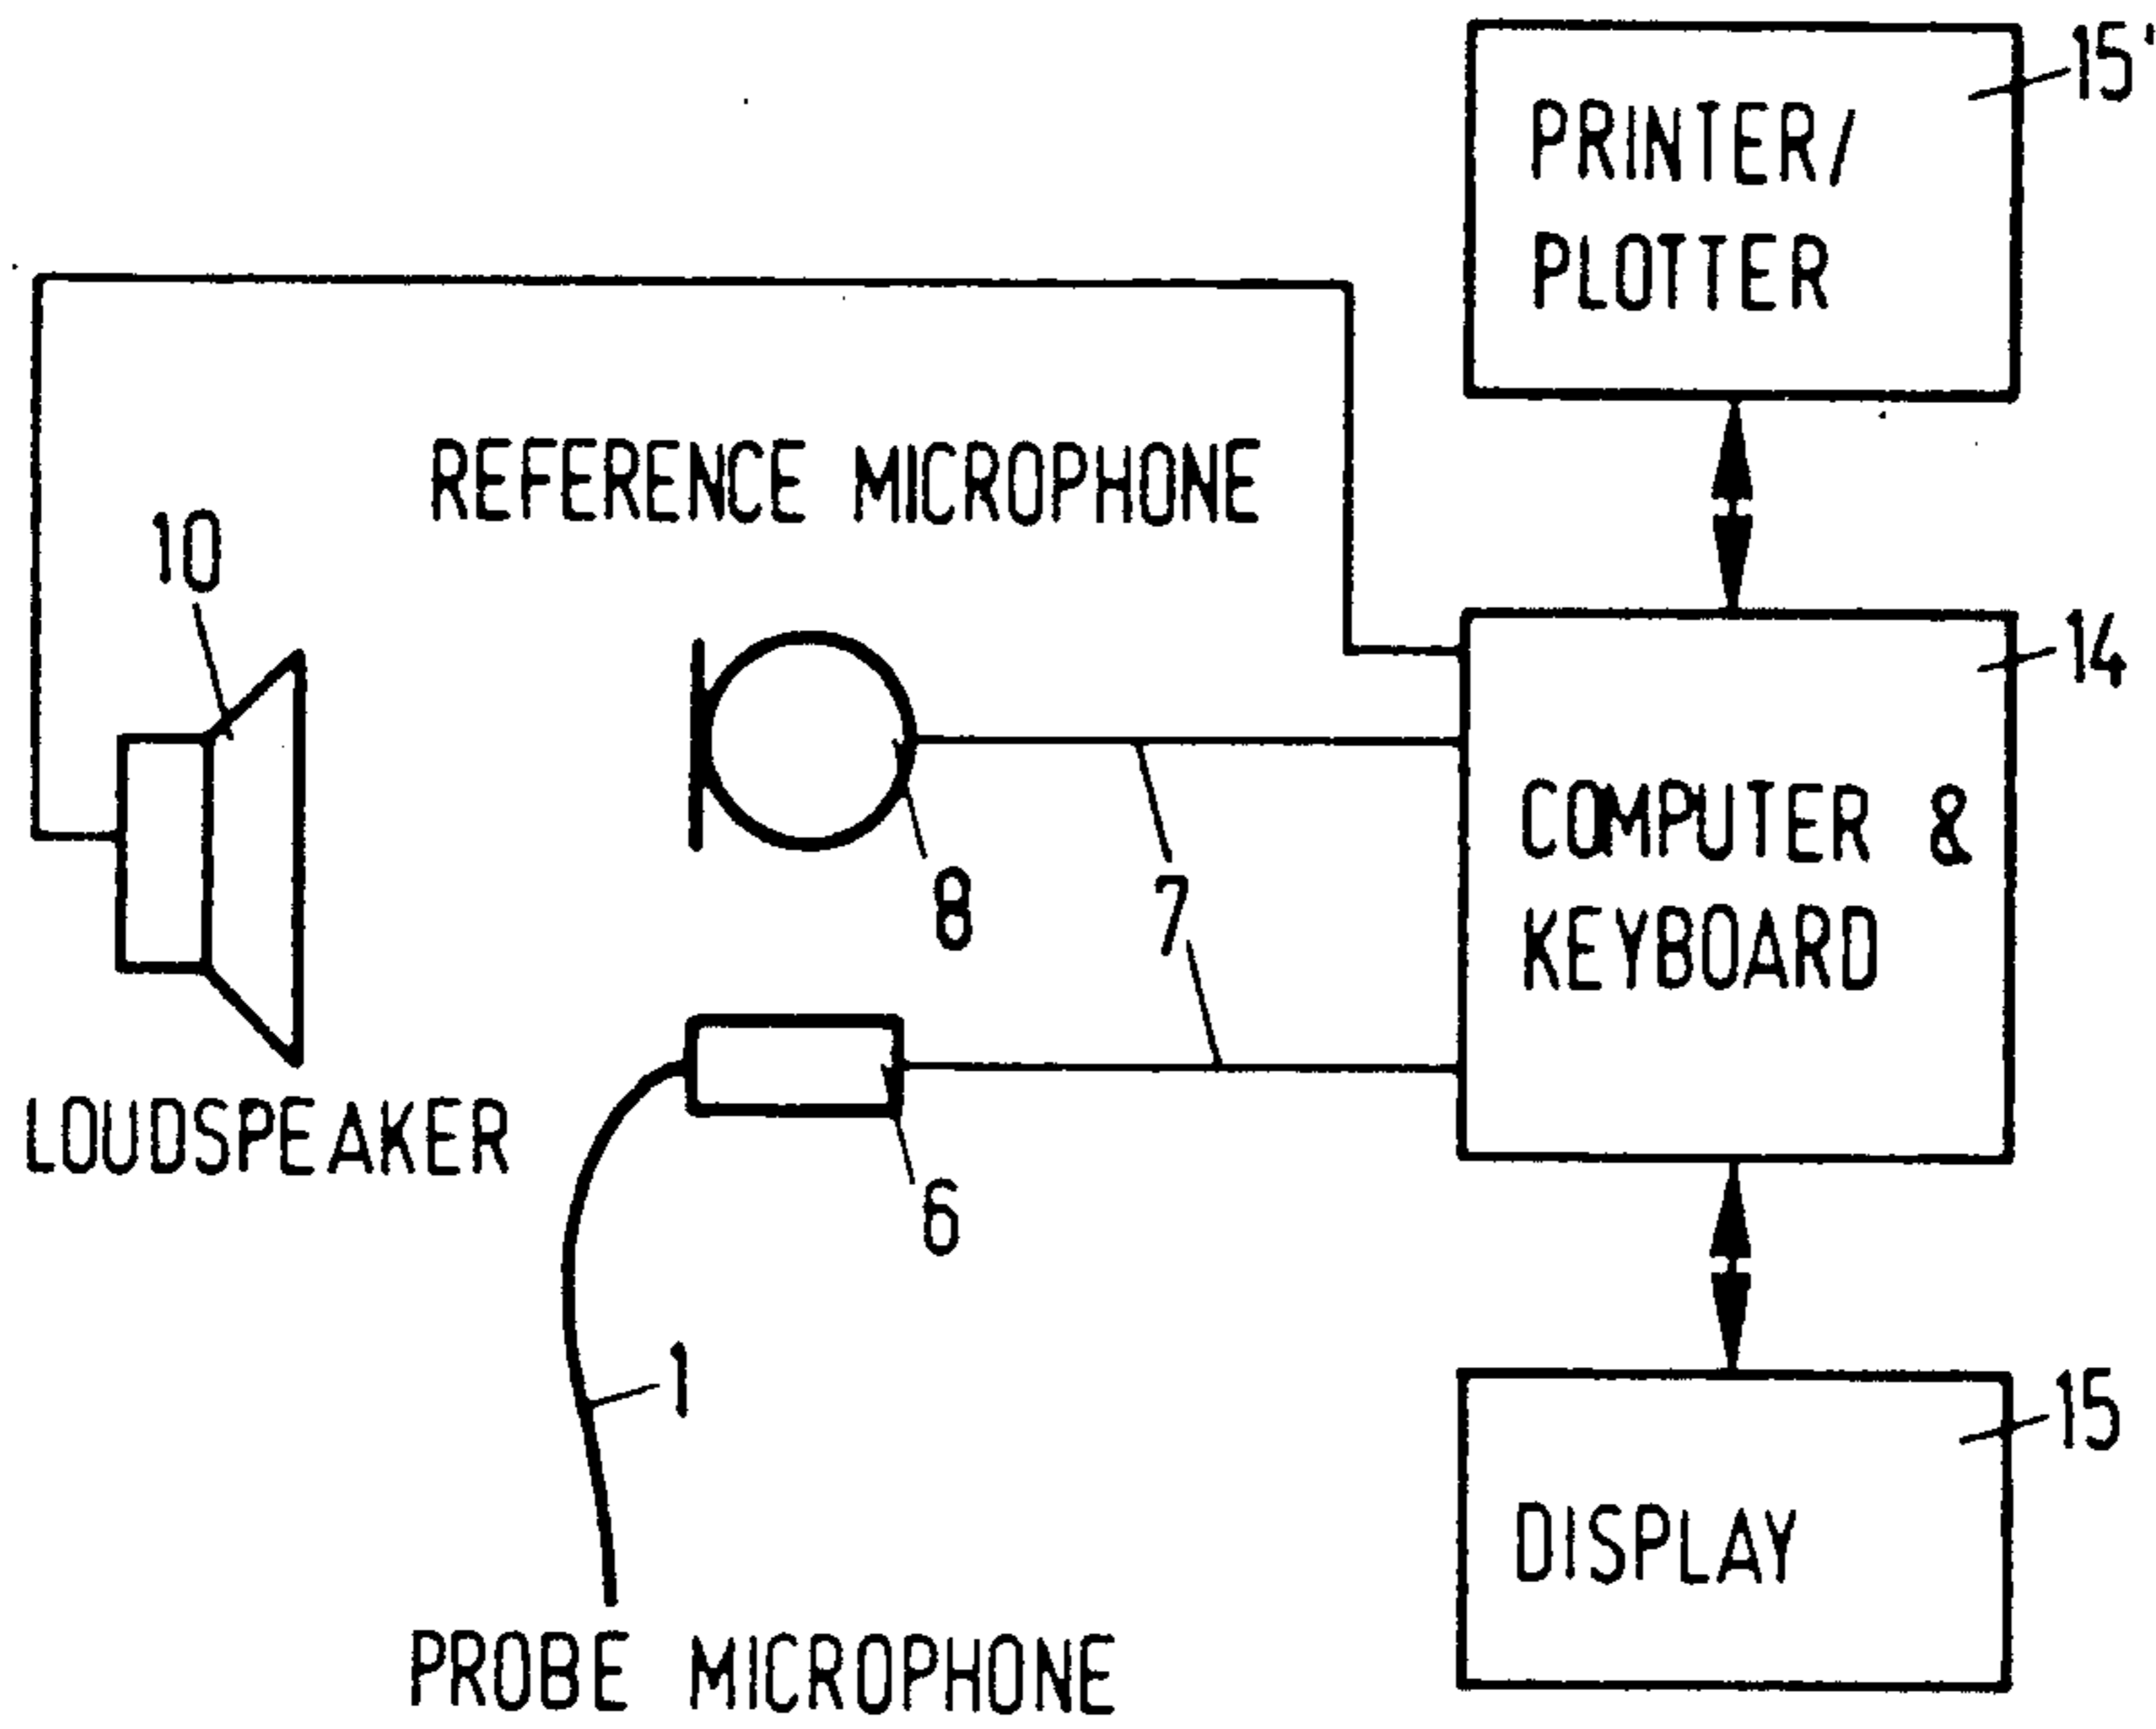 15'
PRINTER/
PLOTTER
REFERENCE MICROPHONE
10
14
COMPUTER &
KEYBOARD
8
7
LOUDSPEAKER
6
1
15
DISPLAY
PROBE MICROPHONE